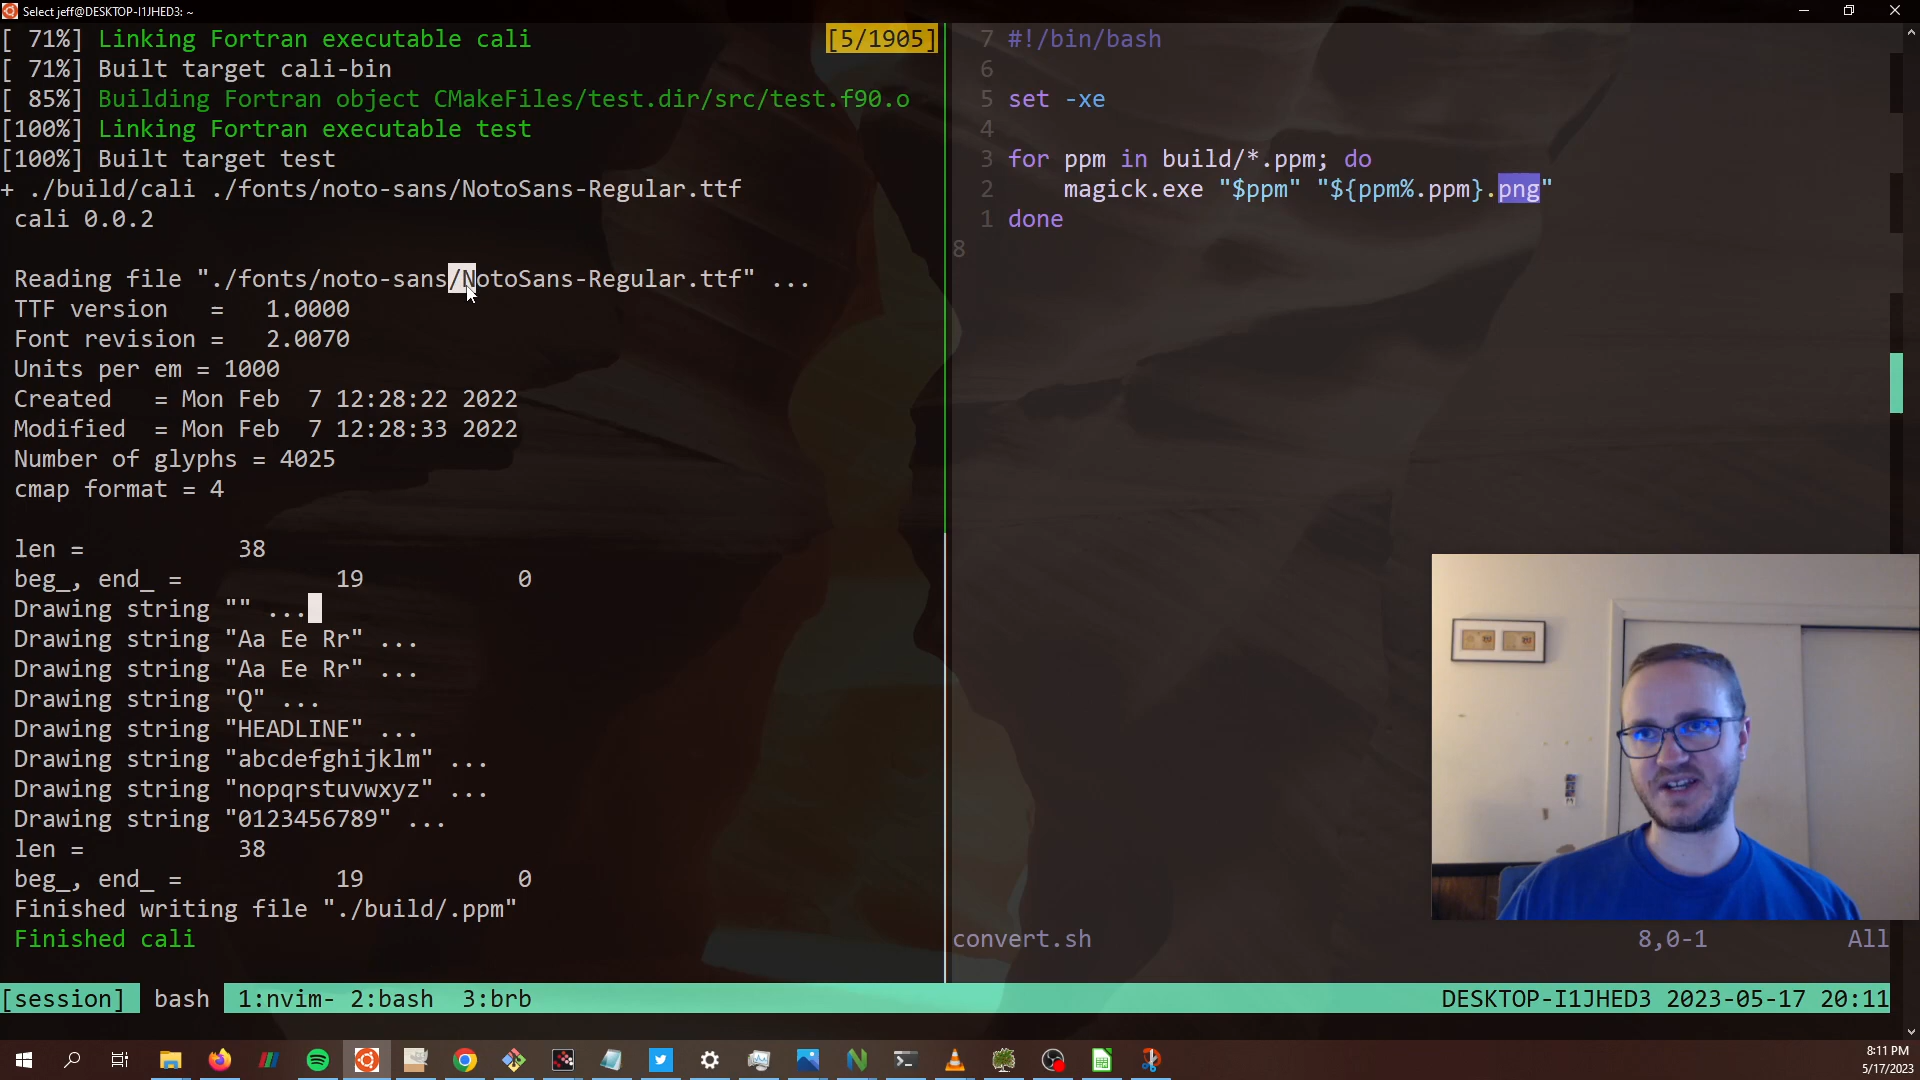 Select jeff@DESKTOP-I1JHED3: ~
[ 71%] Linking Fortran executable cali
[5/1905]
[ 71%] Built target cali-bin
[ 85%] Building Fortran object CMakeFiles/test.dir/src/test.f90.o
[100%] Linking Fortran executable test
[100%] Built target test
+ ./build/cali ./fonts/noto-sans/NotoSans-Regular.ttf
cali 0.0.2
Reading file "./fonts/noto-sans/NotoSans-Regular.ttf" ...
TTF version   =   1.0000
Font revision =   2.0070
Units per em = 1000
Created   = Mon Feb  7 12:28:22 2022
Modified  = Mon Feb  7 12:28:33 2022
Number of glyphs = 4025
cmap format = 4
len =           38
beg_, end_ =           19           0
Drawing string "" ...
Drawing string "Aa Ee Rr" ...
Drawing string "Aa Ee Rr" ...
Drawing string "Q" ...
Drawing string "HEADLINE" ...
Drawing string "abcdefghijklm" ...
Drawing string "nopqrstuvwxyz" ...
Drawing string "0123456789" ...
len =           38
beg_, end_ =           19           0
Finished writing file "./build/.ppm"
Finished cali
7 #!/bin/bash
6
5 set -xe
4
3 for ppm in build/*.ppm; do
2     magick.exe "$ppm" "${ppm%.ppm}.png"
1 done
8
convert.sh 8,0-1 All
[session] bash 1:nvim- 2:bash  3:brb DESKTOP-I1JHED3 2023-05-17 20:11
8:11 PM
5/17/2023